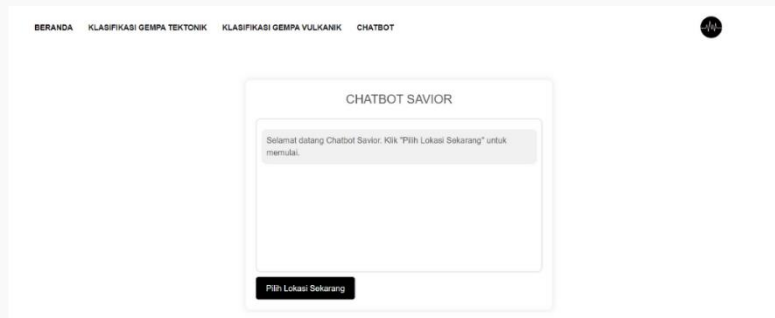 BERANDA KLASIFIKASI GEMPA TEKTONIK KLASIFIKASI GEMPA VULKANIK CHATBOT
CHATBOT SAVIOR
Selamat datang Chatbot Savior. Klik "Pilih Lokasi Sekarang" untuk
memulai.
Pilih Lokasi Sekarang